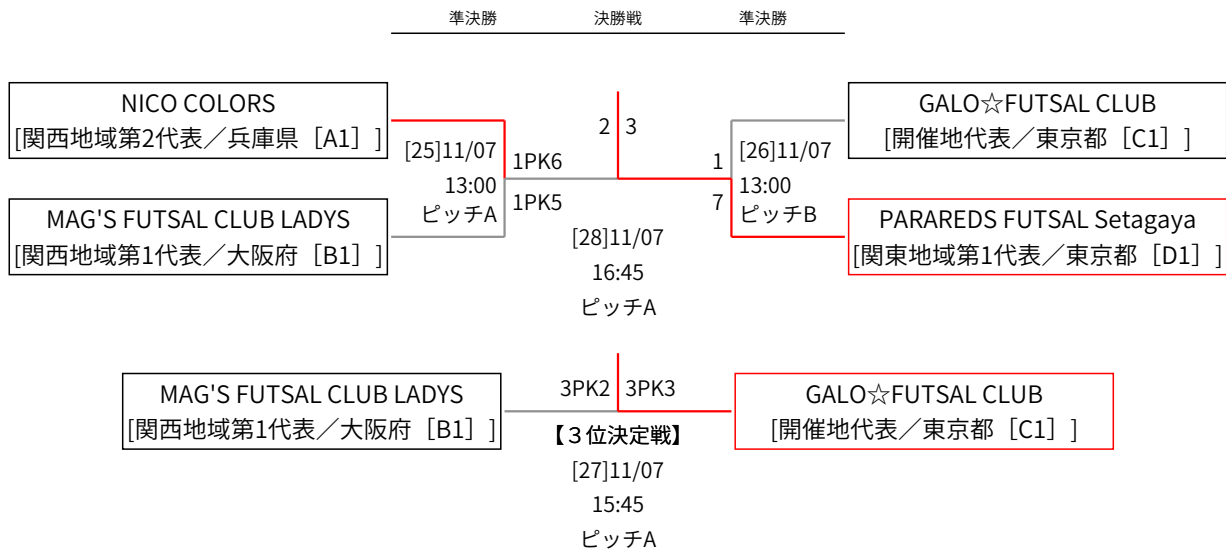 準決勝 決勝戦 準決勝
NICO COLORS
[関西地域第2代表／兵庫県［A1］]
MAG'S FUTSAL CLUB LADYS
[関西地域第1代表／大阪府［B1］]
[25]11/07
13:00
ピッチA
1PK6
1PK5
2 3
[28]11/07
16:45
ピッチA
1
7
[26]11/07
13:00
ピッチB
GALO☆FUTSAL CLUB
[開催地代表／東京都［C1］]
PARAREDS FUTSAL Setagaya
[関東地域第1代表／東京都［D1］]
MAG'S FUTSAL CLUB LADYS
[関西地域第1代表／大阪府［B1］]
3PK2 3PK3
【３位決定戦】
[27]11/07
15:45
ピッチA
GALO☆FUTSAL CLUB
[開催地代表／東京都［C1］]